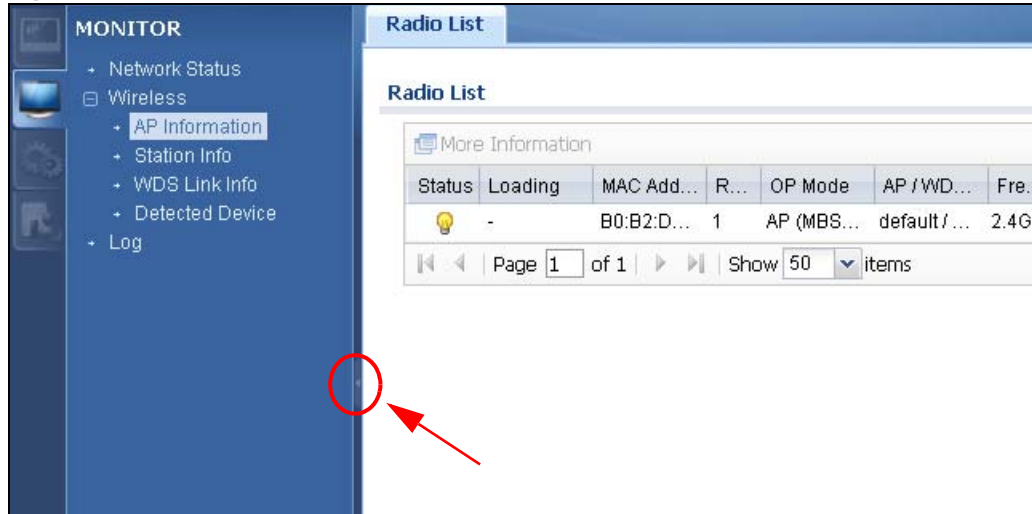 MONITOR
Network Status
Wireless
AP Information
Station Info
WDS Link Info
Detected Device
Log
Radio List
Radio List
More Information
Status Loading MAC Add... R... OP Mode AP / WD... Fre.
- B0:B2:D... 1 AP (MBS... default / ... 2.4G
Page 1 of 1 Show 50 items